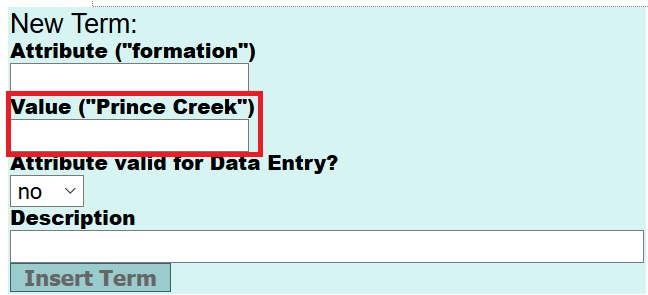 New Term:
Attribute ("formation")
Value ("Prince Creek")
Attribute valid for Data Entry?
no
Description
Insert Term